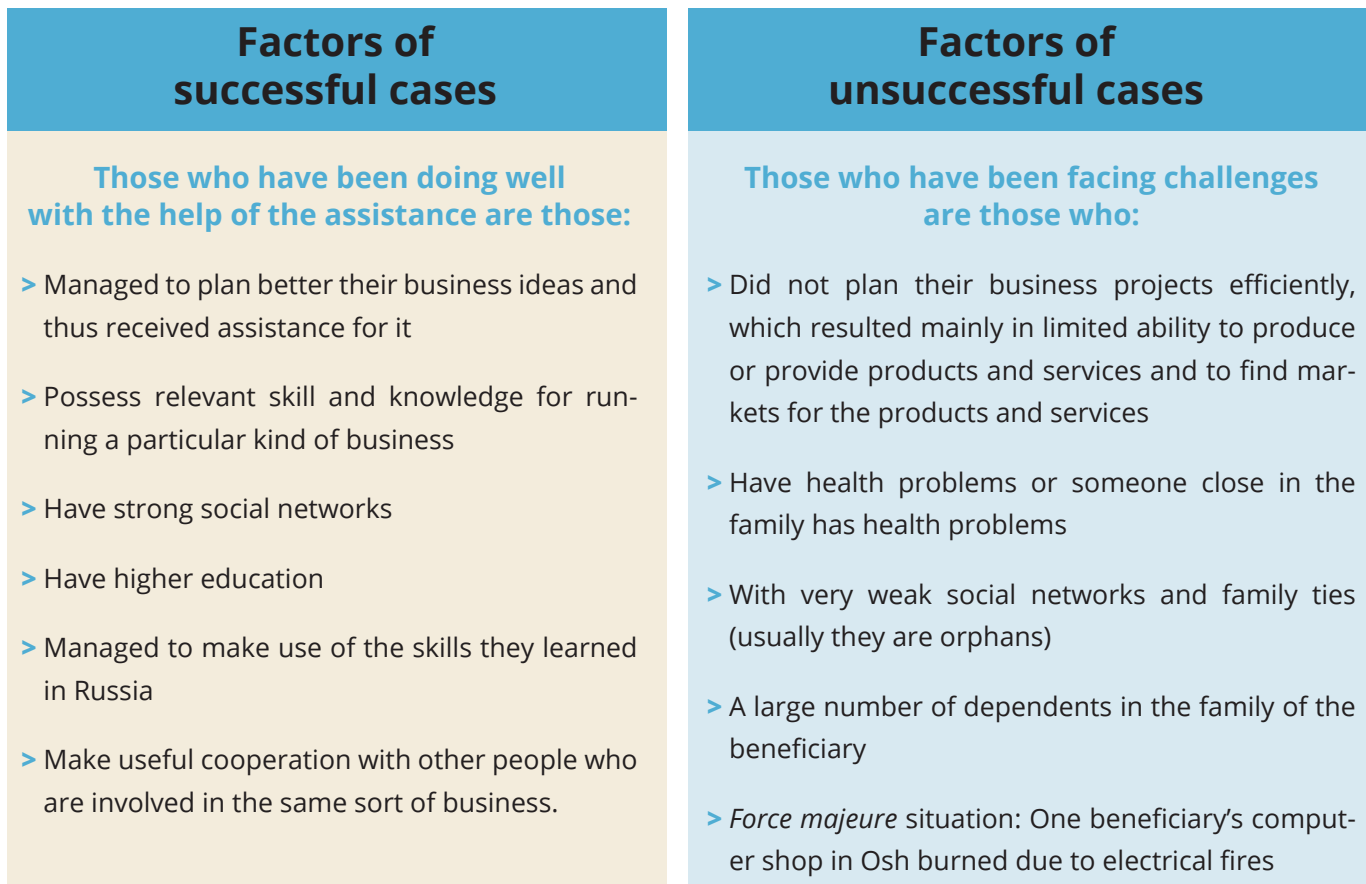 Factors of
successful cases
Those who have been doing well
with the help of the assistance are those:
> Managed to plan better their business ideas and
thus received assistance for it
> Possess relevant skill and knowledge for run-
ning a particular kind of business
> Have strong social networks
> Have higher education
> Managed to make use of the skills they learned
in Russia
> Make useful cooperation with other people who
are involved in the same sort of business.
Factors of
unsuccessful cases
Those who have been facing challenges
are those who:
> Did not plan their business projects efficiently,
which resulted mainly in limited ability to produce
or provide products and services and to find mar-
kets for the products and services
> Have health problems or someone close in the
family has health problems
> With very weak social networks and family ties
(usually they are orphans)
> A large number of dependents in the family of the
beneficiary
> Force majeure situation: One beneficiary's comput-
er shop in Osh burned due to electrical fires